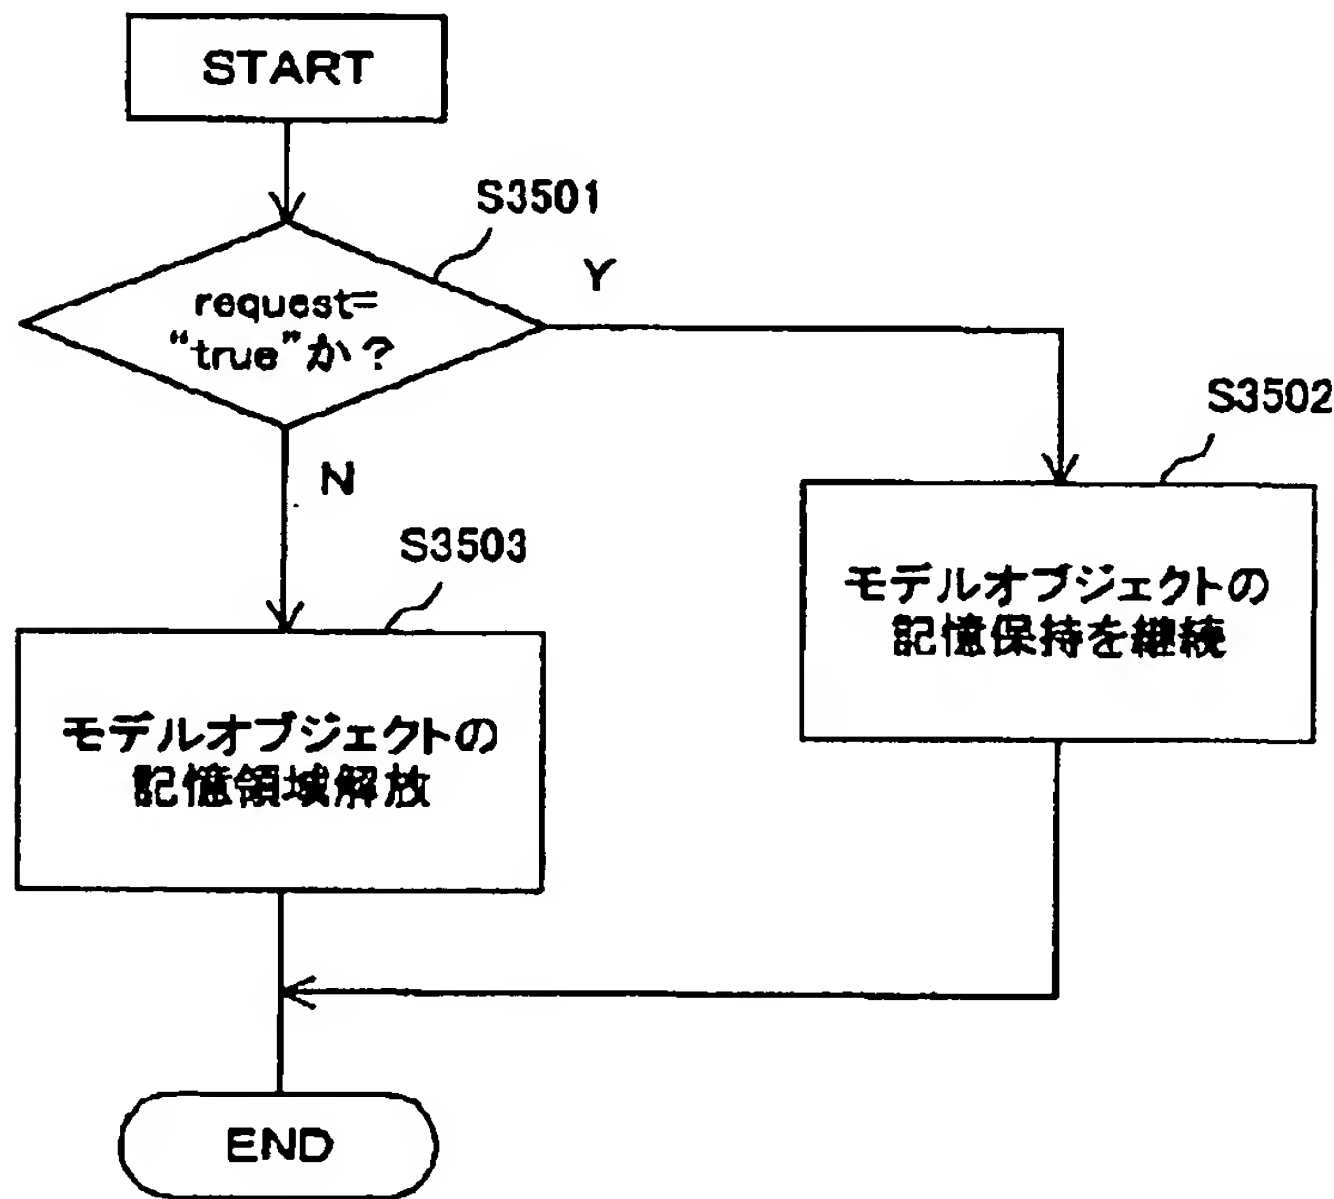 START
S3501
request=
“true”か？
Y
N
S3502
モデルオブジェクトの
記憶保持を継続
S3503
モデルオブジェクトの
記憶領域解放
END